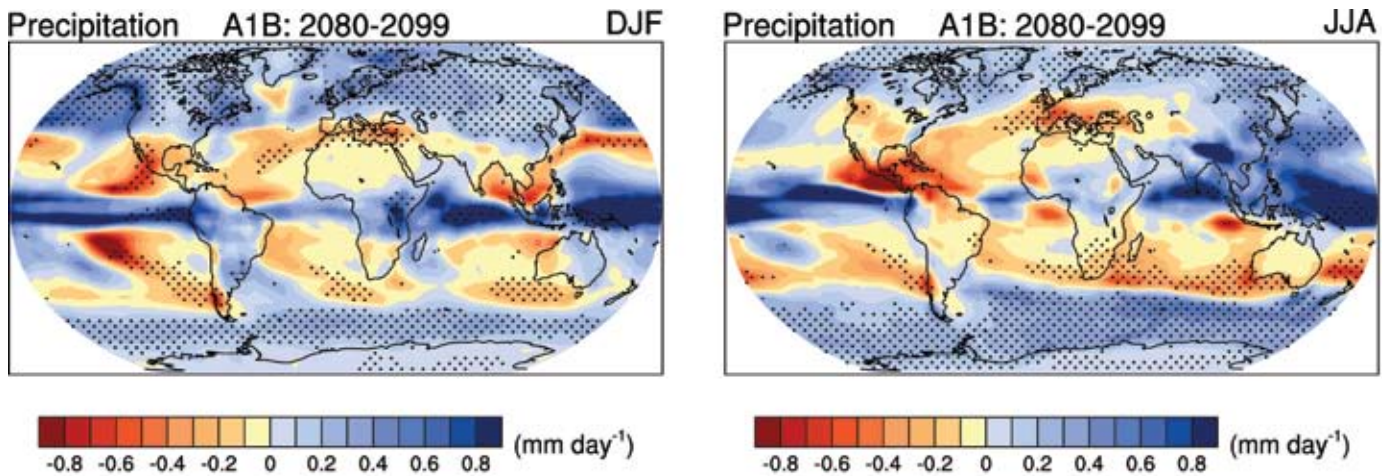 Precipitation A1B: 2080-2099 DJF
Precipitation A1B: 2080-2099 JJA
(mm day⁻¹)
-0.8 -0.6 -0.4 -0.2 0 0.2 0.4 0.6 0.8
(mm day⁻¹)
-0.8 -0.6 -0.4 -0.2 0 0.2 0.4 0.6 0.8